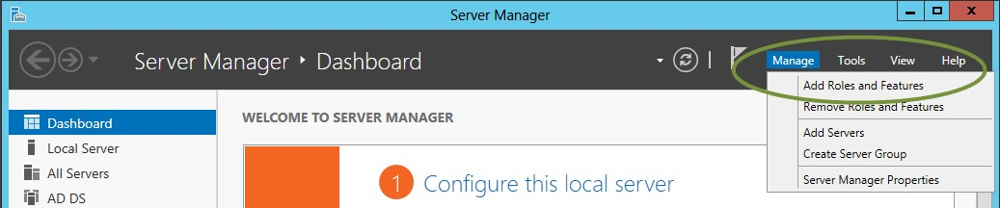 Server Manager
Server Manager • Dashboard
Manage Tools View Help
Add Roles and Features
Remove Roles and Features
Add Servers
Create Server Group
Server Manager Properties
Dashboard
Local Server
All Servers
AD DS
WELCOME TO SERVER MANAGER
1 Configure this local server